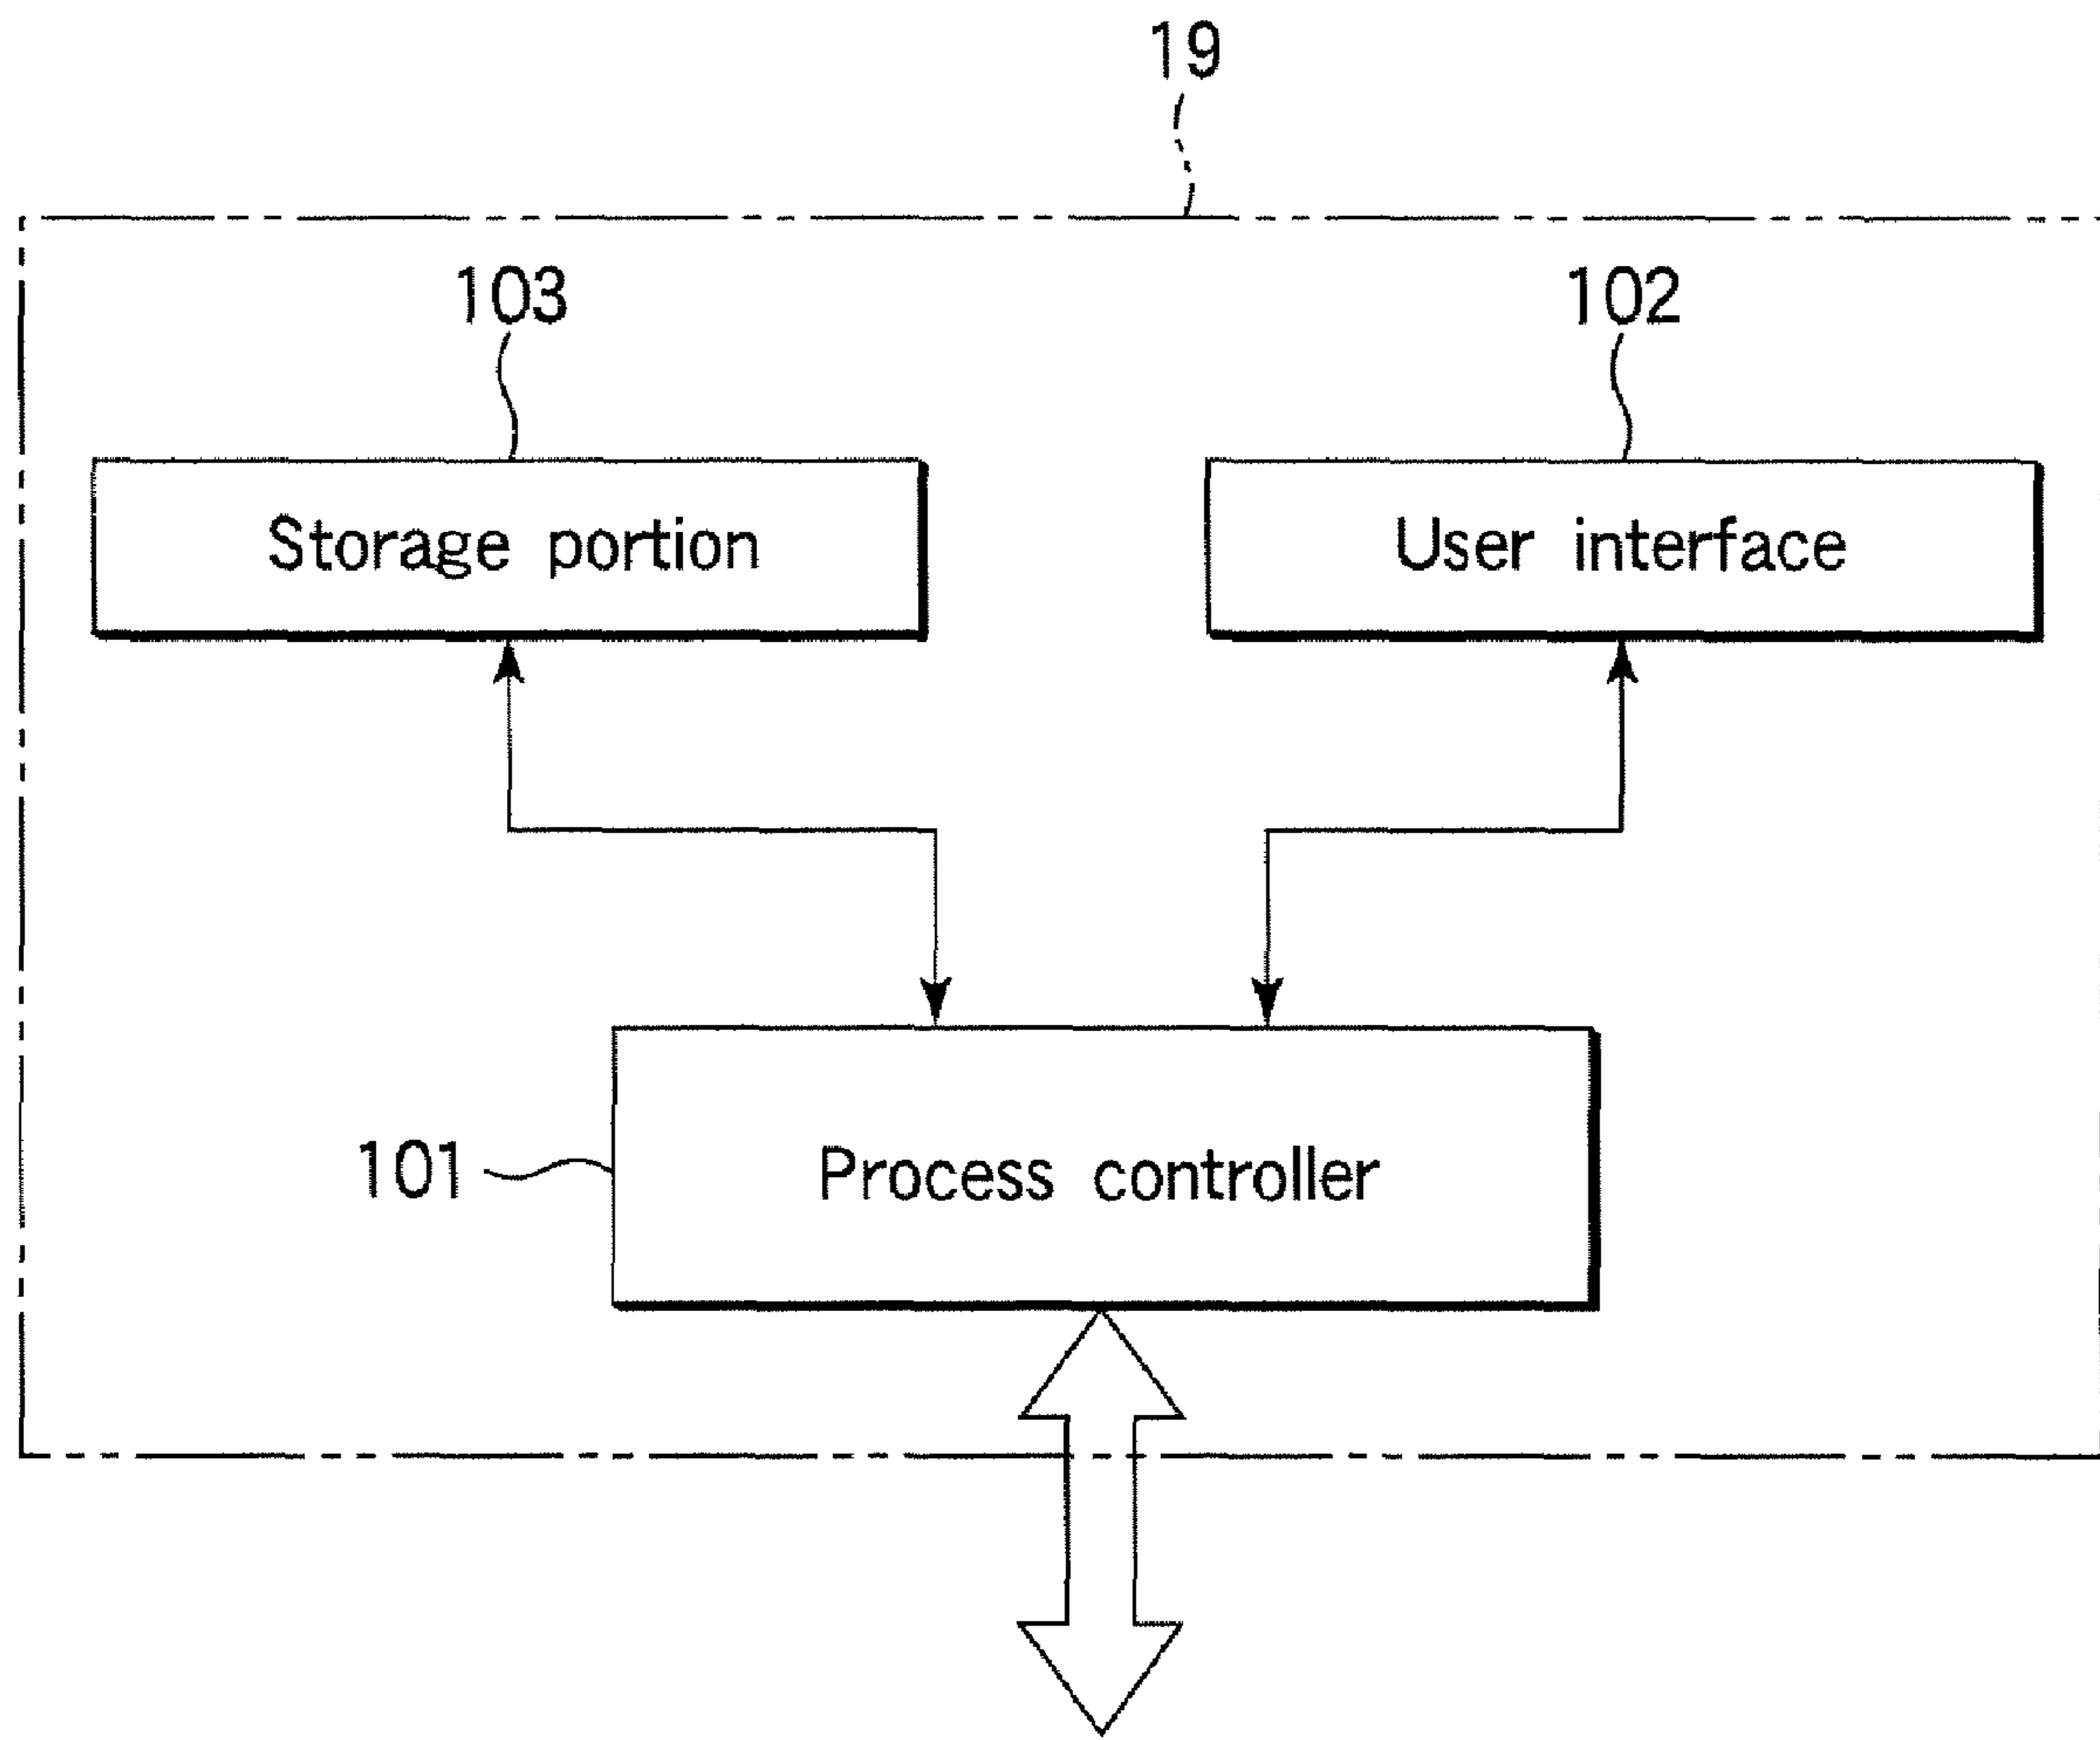 19
103
102
Storage portion
User interface
101
Process controller